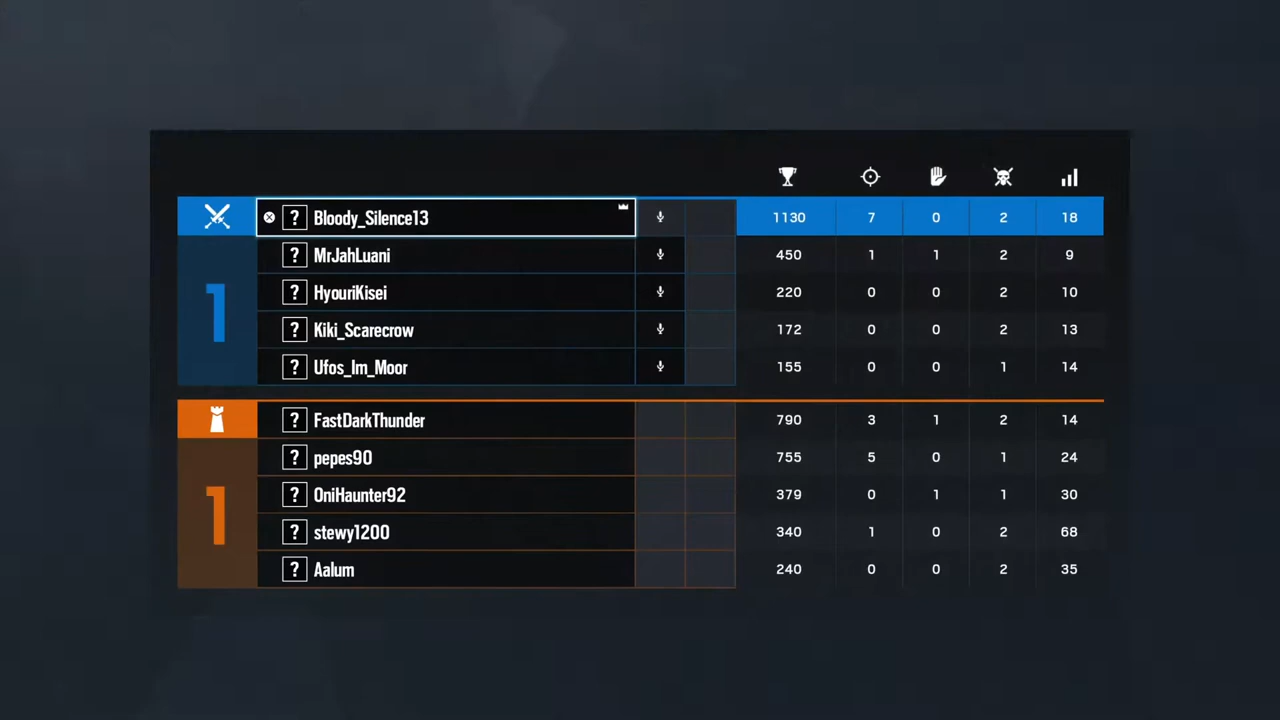 ? Bloody_Silence13 1130 7 0 2 18
? MrJahLuani 450 1 1 2 9
1
? HyouriKisei 220 0 0 2 10
? Kiki_Scarecrow 172 0 0 2 13
? Ufos_Im_Moor 155 0 0 1 14
? FastDarkThunder 790 3 1 2 14
? pepes90 755 5 0 1 24
1
? OniHaunter92 379 0 1 1 30
? stewy1200 340 1 0 2 68
? Aalum 240 0 0 2 35